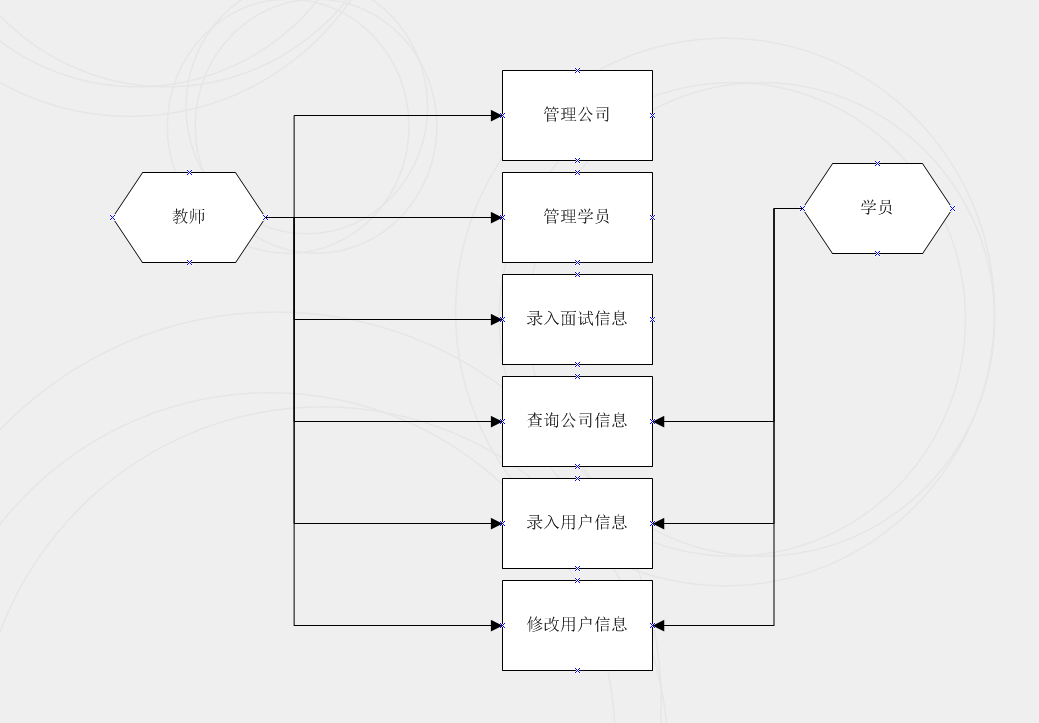 管理公司
教师
管理学员
学员
录入面试信息
查询公司信息
录入用户信息
修改用户信息